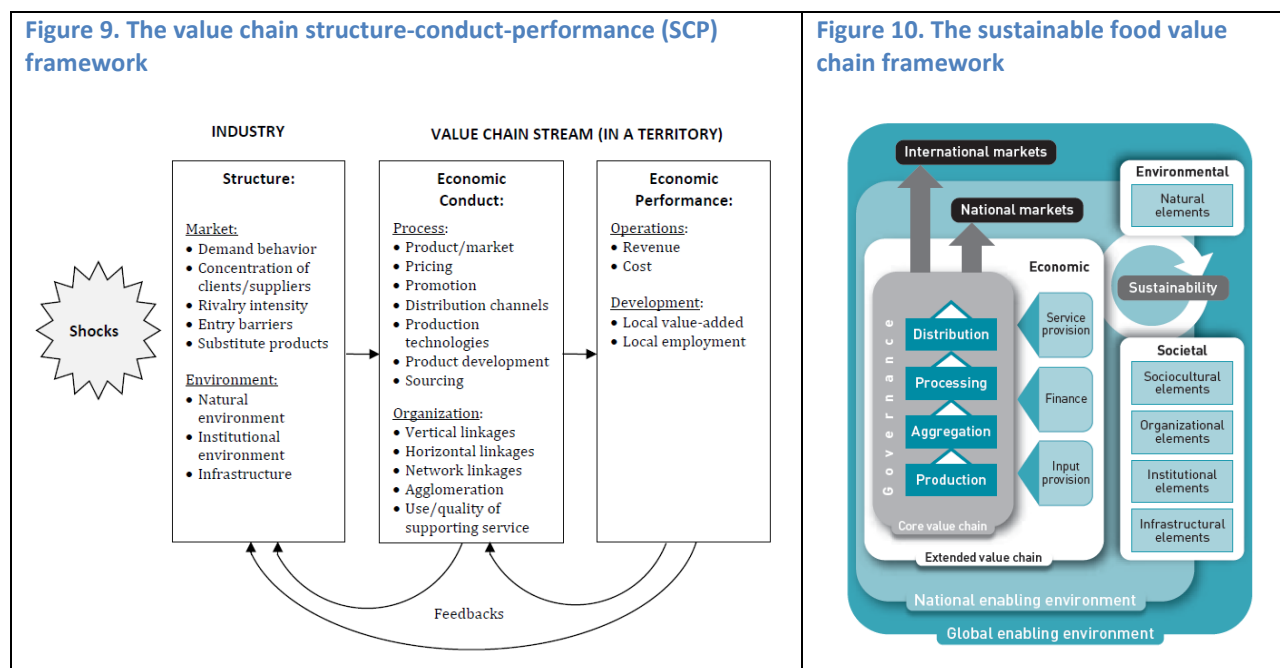 Figure 9. The value chain structure-conduct-performance (SCP)
framework
INDUSTRY
VALUE CHAIN STREAM (IN A TERRITORY)
Shocks
Structure:
Market:
• Demand behavior
• Concentration of
clients/suppliers
• Rivalry intensity
• Entry barriers
• Substitute products
Environment:
• Natural
environment
• Institutional
environment
• Infrastructure
Economic
Conduct:
Process:
• Product/market
• Pricing
• Promotion
• Distribution channels
• Production
technologies
• Product development
• Sourcing
Organization:
• Vertical linkages
• Horizontal linkages
• Network linkages
• Agglomeration
• Use/quality of
supporting service
Economic
Performance:
Operations:
• Revenue
• Cost
Development:
• Local value-added
• Local employment
Feedbacks
Figure 10. The sustainable food value
chain framework
International markets
National markets
Environmental
Natural
elements
Sustainability
Economic
Governance
Distribution
Processing
Aggregation
Production
Core value chain
Service
provision
Finance
Input
provision
Extended value chain
Societal
Sociocultural
elements
Organizational
elements
Institutional
elements
Infrastructural
elements
National enabling environment
Global enabling environment